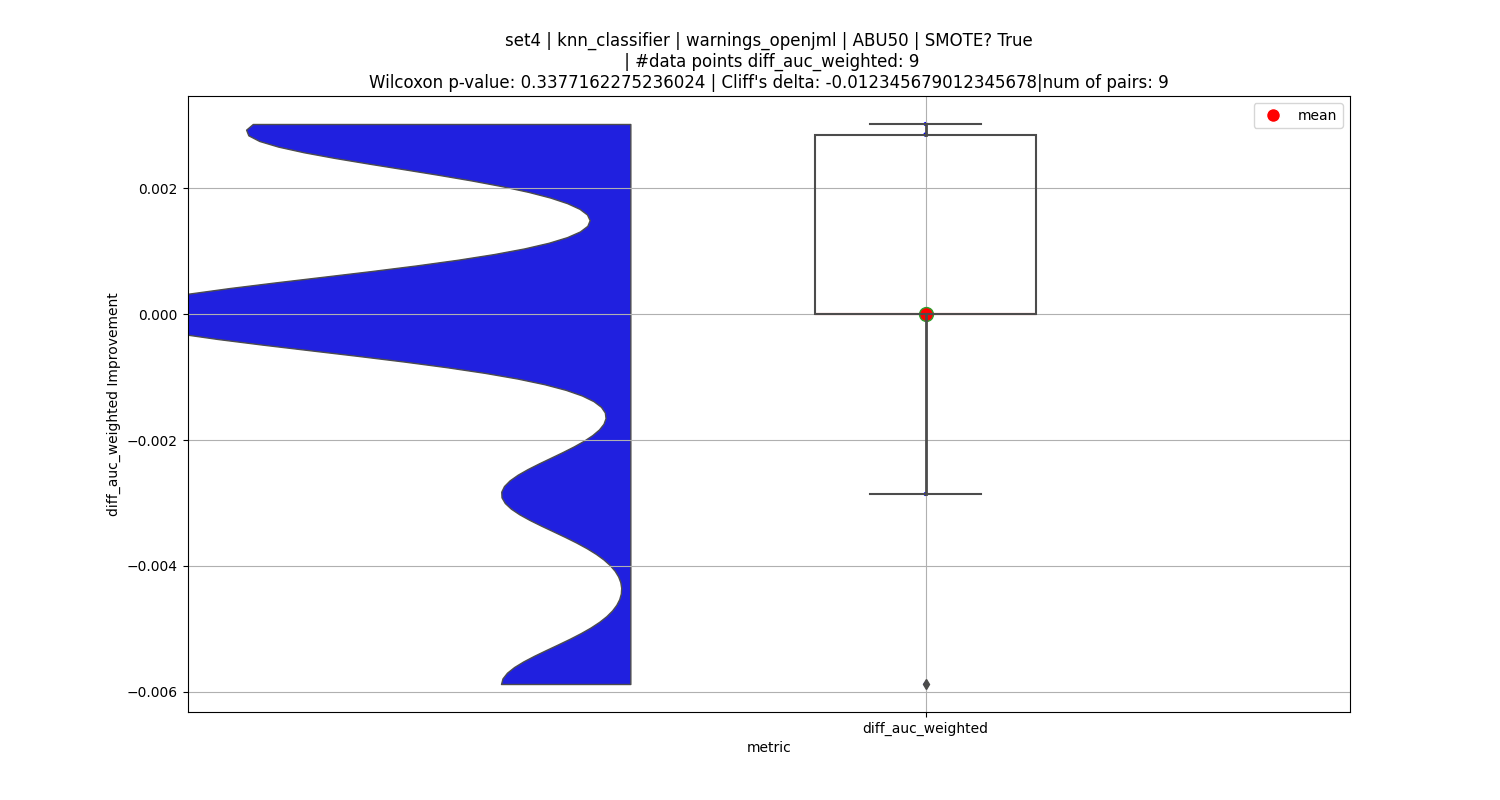 set4 | knn_classifier | warnings_openjml | ABU50 | SMOTE? True
| #data points diff_auc_weighted: 9
Wilcoxon p-value: 0.3377162275236024 | Cliff's delta: -0.012345679012345678|num of pairs: 9
mean
0.002
0.000
−0.002
−0.004
−0.006
diff_auc_weighted Improvement
diff_auc_weighted
metric